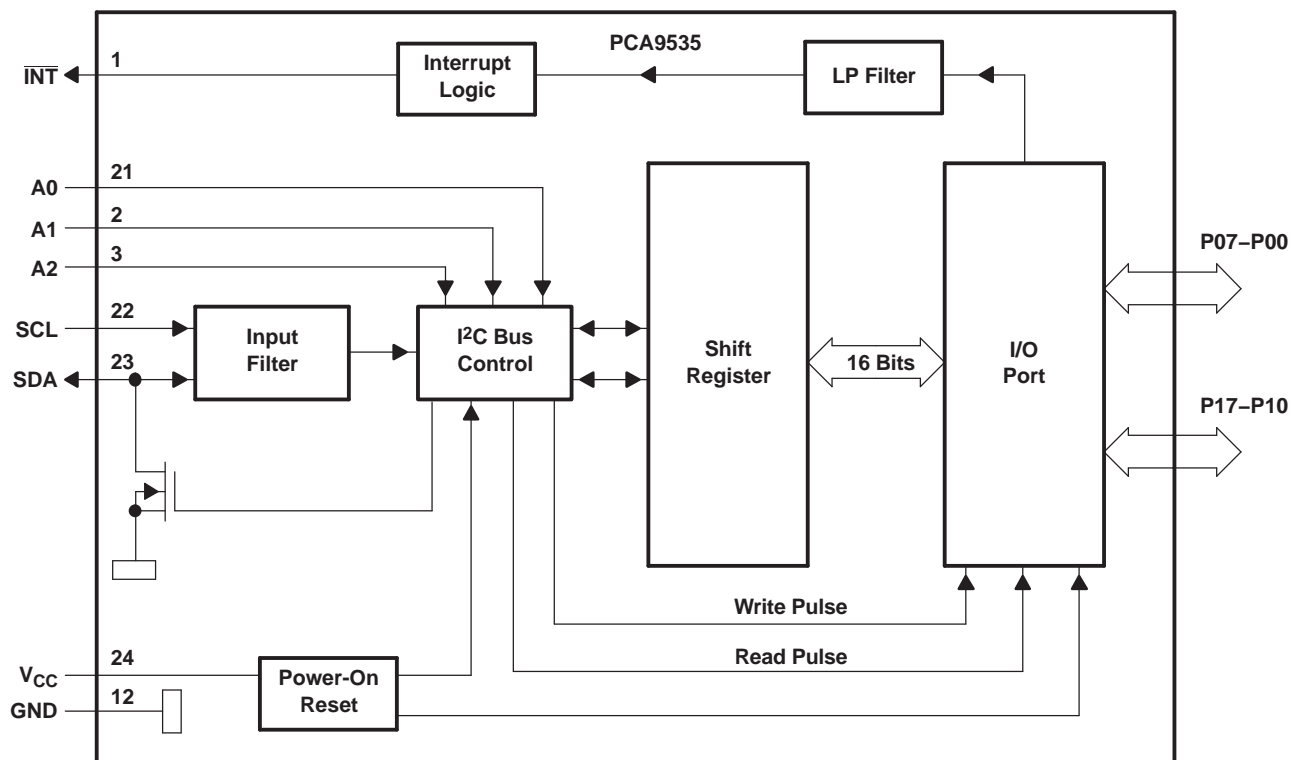 PCA9535
INT
1
Interrupt
Logic
LP Filter
A0
21
A1
2
A2
3
P07–P00
SCL
22
Input
Filter
I²C Bus
Control
Shift
Register
16 Bits
I/O
Port
SDA
23
P17–P10
Write Pulse
Read Pulse
VCC
24
Power-On
Reset
GND
12